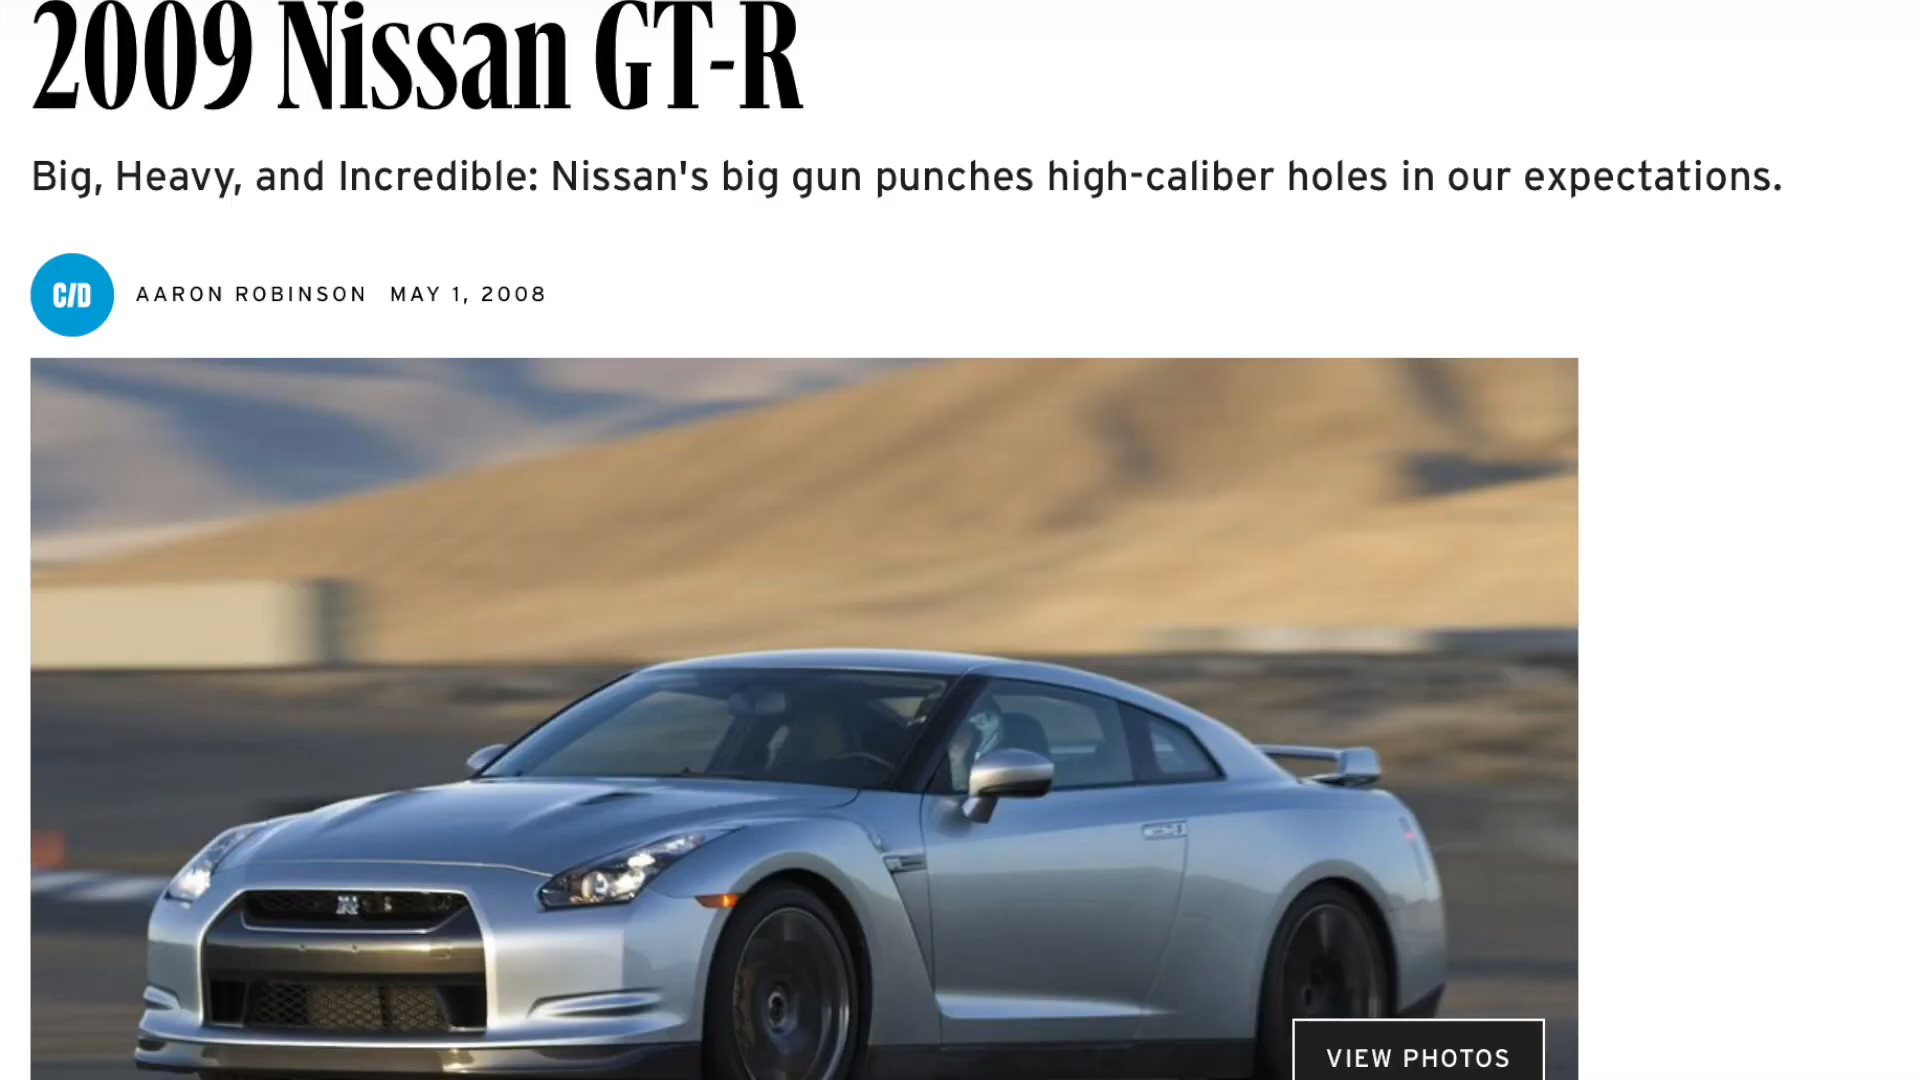 2009 Nissan GT-R
Big, Heavy, and Incredible: Nissan's big gun punches high-caliber holes in our expectations.
C/D AARON ROBINSON MAY 1, 2008
VIEW PHOTOS